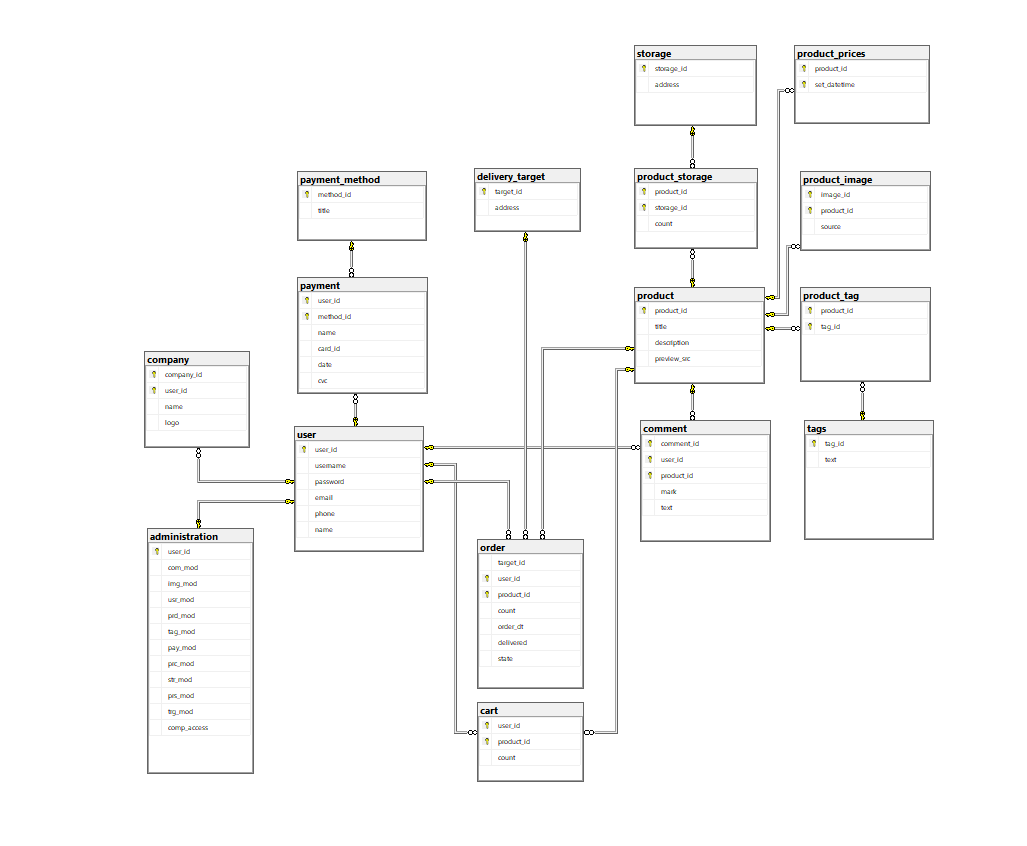 storage
storage_id
address
product_prices
product_id
set_datetime
payment_method
method_id
title
delivery_target
target_id
address
product_storage
product_id
storage_id
count
product_image
image_id
product_id
source
payment
user_id
method_id
name
card_id
date
cvc
product
product_id
title
description
preview_src
product_tag
product_id
tag_id
company
company_id
user_id
name
logo
user
user_id
username
password
email
phone
name
comment
comment_id
user_id
product_id
mark
text
tags
tag_id
text
administration
user_id
com_mod
img_mod
usr_mod
prd_mod
tag_mod
pay_mod
prc_mod
str_mod
prs_mod
trg_mod
comp_access
order
target_id
user_id
product_id
count
order_dt
delivered
state
cart
user_id
product_id
count